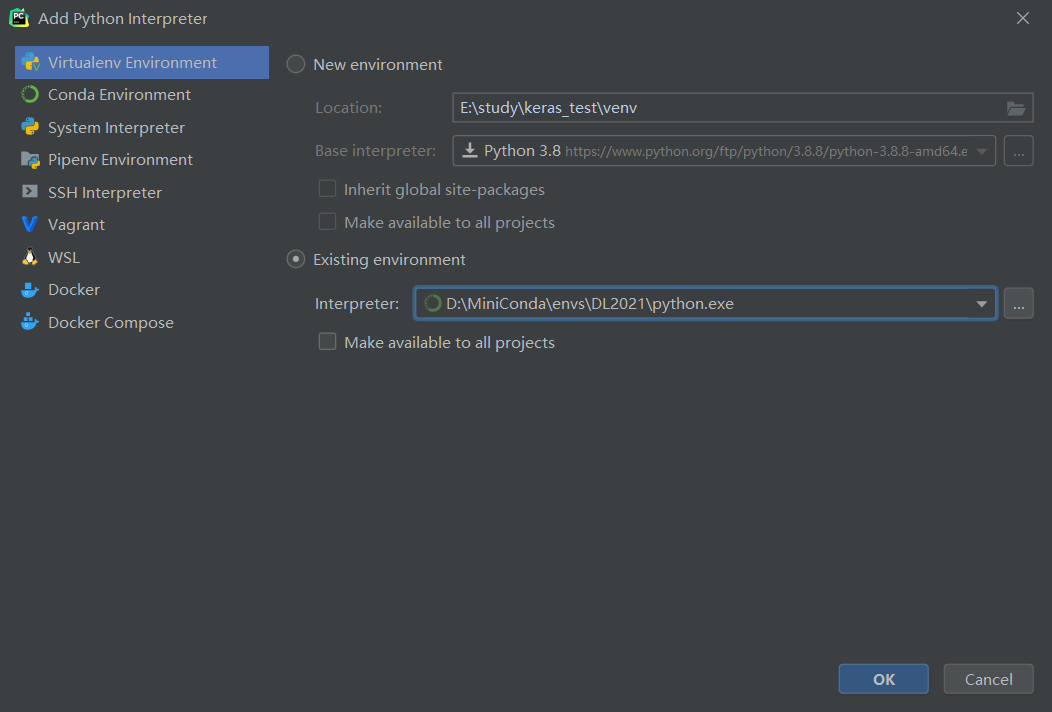 Add Python Interpreter
Virtualenv Environment
Conda Environment
System Interpreter
Pipenv Environment
SSH Interpreter
Vagrant
WSL
Docker
Docker Compose
New environment
Location: E:\study\keras_test\venv
Base interpreter: Python 3.8 https://www.python.org/ftp/python/3.8.8/python-3.8.8-amd64.e ...
Inherit global site-packages
Make available to all projects
Existing environment
Interpreter: D:\MiniConda\envs\DL2021\python.exe ...
Make available to all projects
OK Cancel